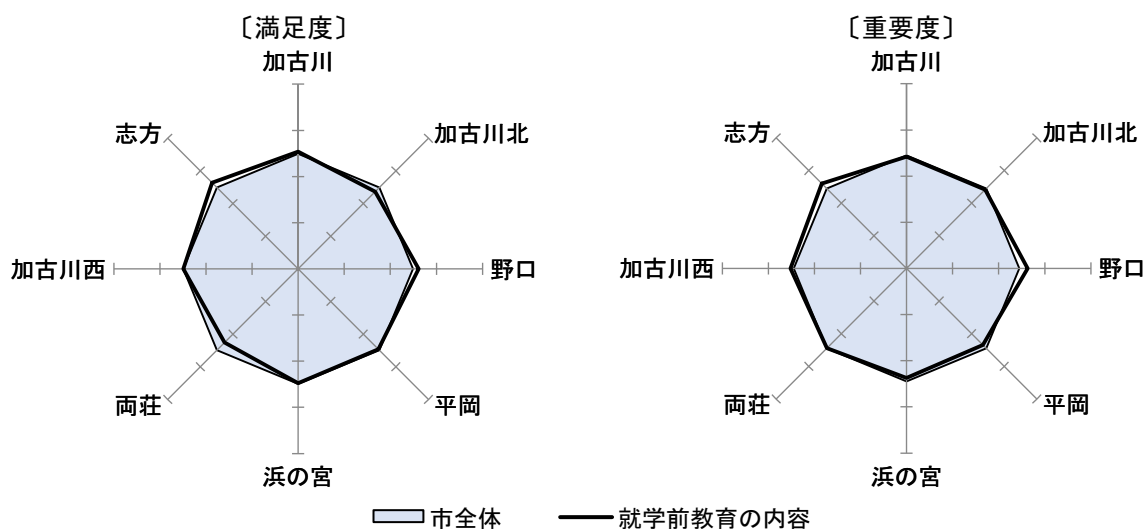 〔満足度〕
加古川
加古川北
野口
平岡
浜の宮
両荘
加古川西
志方
〔重要度〕
加古川
加古川北
野口
平岡
浜の宮
両荘
加古川西
志方
市全体 就学前教育の内容